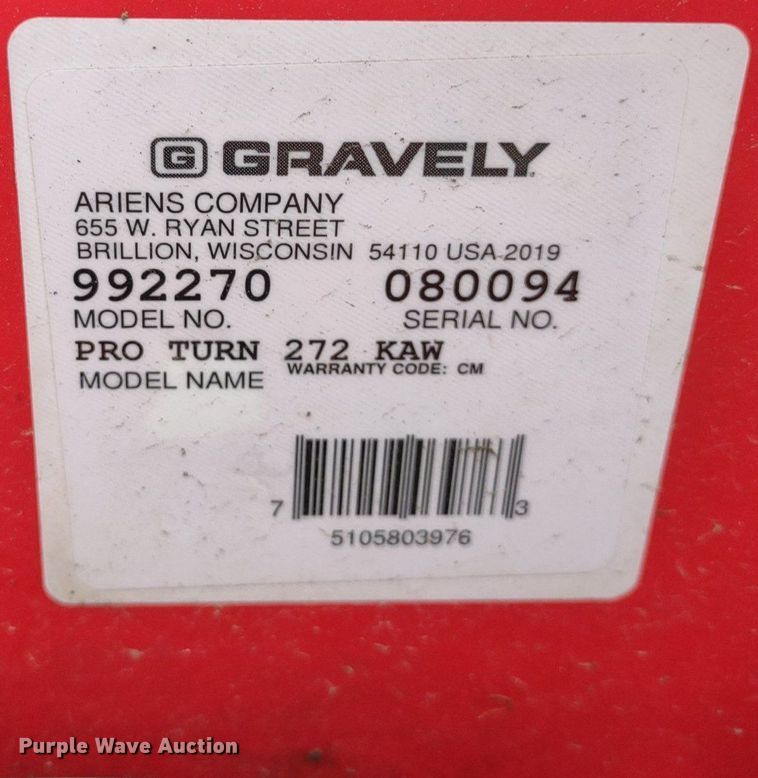 G GRAVELY
ARIENS COMPANY
655 W. RYAN STREET
BRILLION, WISCONSIN 54110 USA 2019
992270 080094
MODEL NO. SERIAL NO.
PRO TURN 272 KAW
WARRANTY CODE: CM
MODEL NAME
7 3
5105803976
Purple Wave Auction